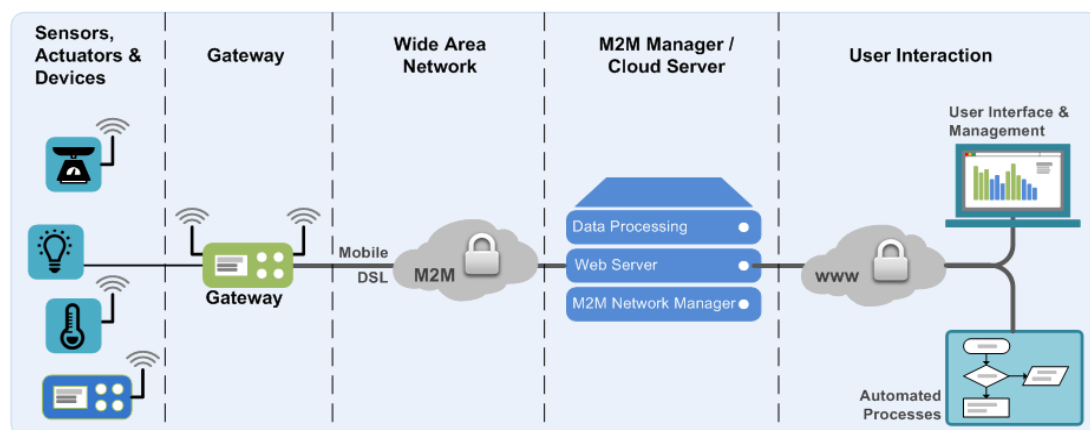 Sensors,
Actuators &
Devices
Gateway
Wide Area
Network
M2M Manager /
Cloud Server
User Interaction
User Interface &
Management
Data Processing
Web Server
M2M Network Manager
Gateway
Mobile
DSL
M2M
www
Automated
Processes